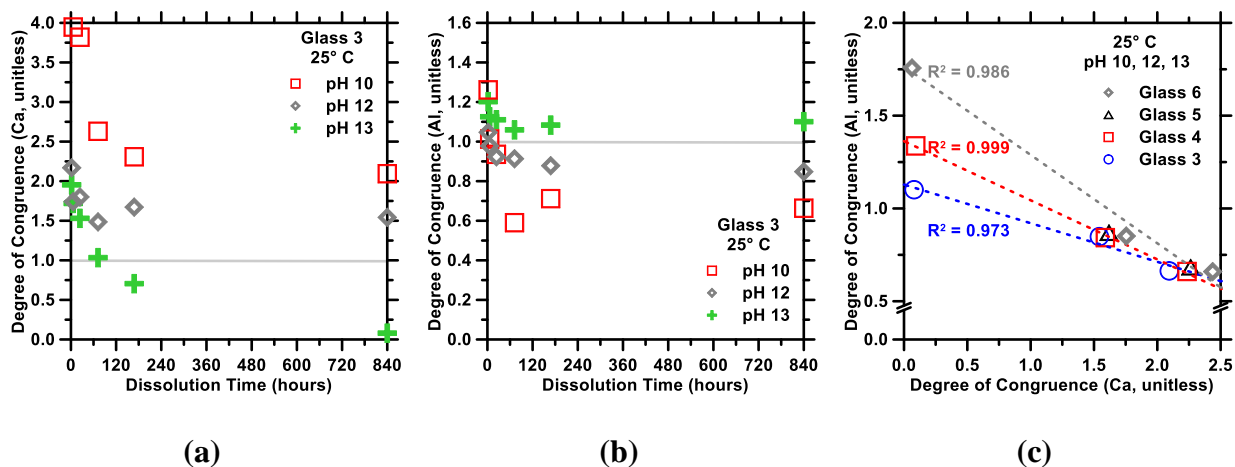 Degree of Congruence (Ca, unitless)
4.0
3.5
3.0
2.5
2.0
1.5
1.0
0.5
0.0
Glass 3
25° C
pH 10
pH 12
pH 13
0 120 240 360 480 600 720 840
Dissolution Time (hours)
(a)
Degree of Congruence (Al, unitless)
1.6
1.4
1.2
1.0
0.8
0.6
0.4
0.2
0.0
Glass 3
25° C
pH 10
pH 12
pH 13
0 120 240 360 480 600 720 840
Dissolution Time (hours)
(b)
Degree of Congruence (Al, unitless)
2.0
1.5
1.0
0.5
0.0
25° C
pH 10, 12, 13
Glass 6
Glass 5
Glass 4
Glass 3
R² = 0.986
R² = 0.999
R² = 0.973
0.0 0.5 1.0 1.5 2.0 2.5
Degree of Congruence (Ca, unitless)
(c)